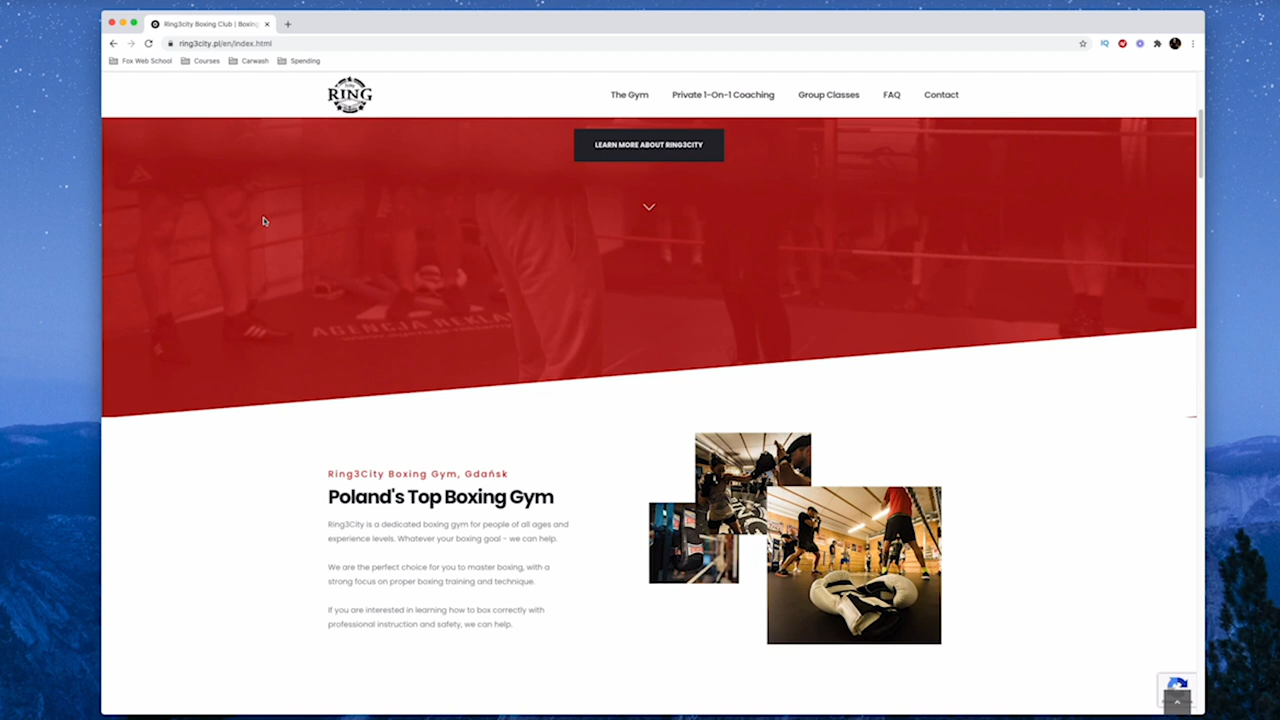 Ring3city Boxing Club | Boxing
ring3city.pl/en/index.html
Fox Web School
Courses
Carwash
Spending
RING
The Gym
Private 1-On-1 Coaching
Group Classes
FAQ
Contact
LEARN MORE ABOUT RING3CITY
AGENCJA REKLA
Ring3City Boxing Gym, Gdańsk
Poland's Top Boxing Gym
Ring3City is a dedicated boxing gym for people of all ages and
experience levels. Whatever your boxing goal - we can help.
We are the perfect choice for you to master boxing, with a
strong focus on proper boxing training and technique.
If you are interested in learning how to box correctly with
professional instruction and safety, we can help.